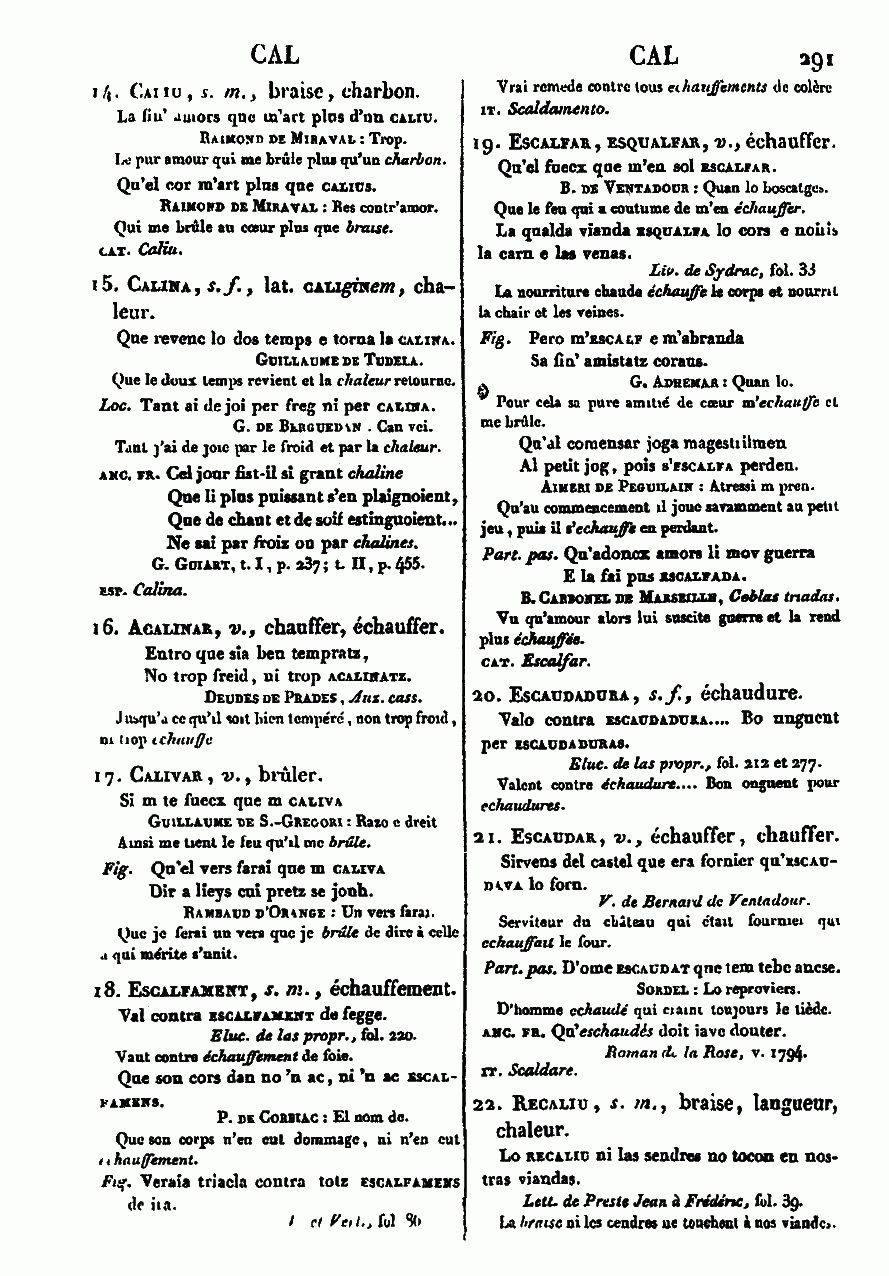 CAL
CAL 291
14. CALIU, s. m., braise, charbon.
La fin' amors que m'art plus d'un CALIU.
RAIMOND DE MIRAVAL : Trop.
Le pur amour qui me brûle plus qu'un charbon.
Qu'el cor m'art plus que CALIUS.
RAIMOND DE MIRAVAL : Res contr'amor.
Qui me brûle au cœur plus que braise.
CAT. Caliu.
15. CALINA, s. f., lat. CALIginem, cha-
leur.
Que revenc lo dos temps e torna la CALINA.
GUILLAUME DE TUDELA.
Que le doux temps revient et la chaleur retourne.
Loc. Tant ai de joi per freg ni per CALINA.
G. DE BERGUEDAN . Can vei.
Tant j'ai de joie par le froid et par la chaleur.
ANC. FR. Cel jour fist-il si grant chaline
Que li plus puissant s'en plaignoient,
Que de chant et de soif estinguoient...
Ne sai par froiz ou par chalines.
G. GUIART, t. I, p. 237; t. II, p. 455.
ESP. Calina.
16. ACALINAR, v., chauffer, échauffer.
Entro que sia ben tempratz,
No trop freid, ni trop ACALINATZ.
DEUDES DE PRADES, Auz. cass.
Jusqu'à ce qu'il soit bien tempéré, non trop froid,
ni trop echauffe
17. CALIVAR, v., brûler.
Si m te fuecx que m CALIVA
GUILLAUME DE S.-GREGORI : Razo e dreit
Ainsi me tient le feu qu'il me brûle.
Fig. Qu'el vers farai que m CALIVA
Dir a lieys cui pretz se jonh.
RAMBAUD D'ORANGE : Un vers farai.
Que je ferai un vers que je brûle de dire à celle
a qui mérite s'unit.
18. ESCALFAMENT, s. m., échauffement.
Val contra ESCALFAMENT de fegge.
Eluc. de las propr., fol. 220.
Vaut contre échauffement de foie.
Que son cors dan no 'n ac, ni 'n ac ESCAL-
FAMENS.
P. DE CORBIAC : El nom de.
Que son corps n'en eut dommage, ni n'en eut
echauffement.
Fig. Veraia triacla contra totz ESCALFAMENS
de ira.
V. et Vert., fol 80
Vrai remede contre tous echauffements de colère
IT. Scaldamento.
19. ESCALFAR, ESQUALFAR, v., échauffer.
Qu'el fuecx que m'en sol ESCALFAR.
B. DE VENTADOUR : Quan lo boscatges.
Que le feu qui a coutume de m'en échauffer.
La qualda vianda ESQUALFA lo cors e noiris
la carn e las venas.
Liv. de Sydrac, fol. 33
La nourriture chaude échauffe le corps et nourrit
la chair et les veines.
Fig. Pero m'ESCALF e m'abranda
Sa fin' amistatz coraus.
G. ADHEMAR : Quan lo.
Pour cela sa pure amitié de cœur m'echauffe et
me brûle.
Qu'al comensar joga magestrilmen
Al petit jog, pois s'ESCALFA perden.
AIMERI DE PEGUILAIN : Atressi m pren.
Qu'au commencement il joue savamment au petit
jeu, puis il s'echauffe en perdant.
Part. pas. Qu'adoncx amors li mov guerra
E la fai pus ESCALFADA.
B. CARBONEL DE MARSEILLE, Coblas triadas.
Vu qu'amour alors lui suscite guerre et la rend
plus échauffée.
CAT. Escalfar.
20. ESCAUDADURA, s. f., échaudure.
Valo contra ESCAUDADURA.... Bo unguent
per ESCAUDADURAS.
Eluc. de las propr., fol. 212 et 277.
Valent contre échaudure.... Bon onguent pour
echaudures.
21. ESCAUDAR, v., échauffer, chauffer.
Sirvens del castel que era fornier qu'ESCAU-
DAVA lo forn.
V. de Bernard de Ventadour.
Serviteur du château qui était fournier qui
echauffait le four.
Part. pas. D'ome ESCAUDAT que tem tebe ancse.
SORDEL : Lo reproviers.
D'homme echaudé qui craint toujours le tiède.
ANC. FR. Qu'eschaudés doit iave douter.
Roman de la Rose, v. 1794.
IT. Scaldare.
22. RECALIU, s. m., braise, langueur,
chaleur.
Lo RECALIU ni las sendres no tocon en nos-
tras viandas.
Lett. de Preste Jean à Frédéric, fol. 39.
La braise ni les cendres ne touchent à nos viandes.